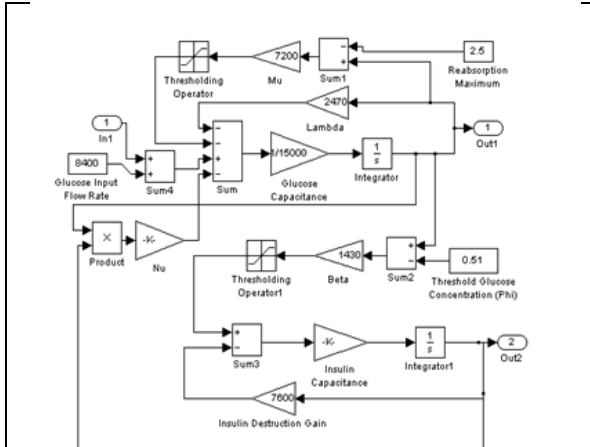 7200
Thresholding
Operator
Mu
−
+
Sum1
2.5
Reabsorption
Maximum
2470
Lambda
1
In1
1
Out1
8400
Glucose Input
Flow Rate
+
+
Sum4
−
−
+
−
Sum
1/15000
Glucose
Capacitance
1
s
Integrator
×
Product
-K-
Nu
Thresholding
Operator1
1430
Beta
+
−
Sum2
0.51
Threshold Glucose
Concentration (Phi)
+
−
Sum3
-K-
Insulin
Capacitance
1
s
Integrator1
2
Out2
7600
Insulin Destruction Gain